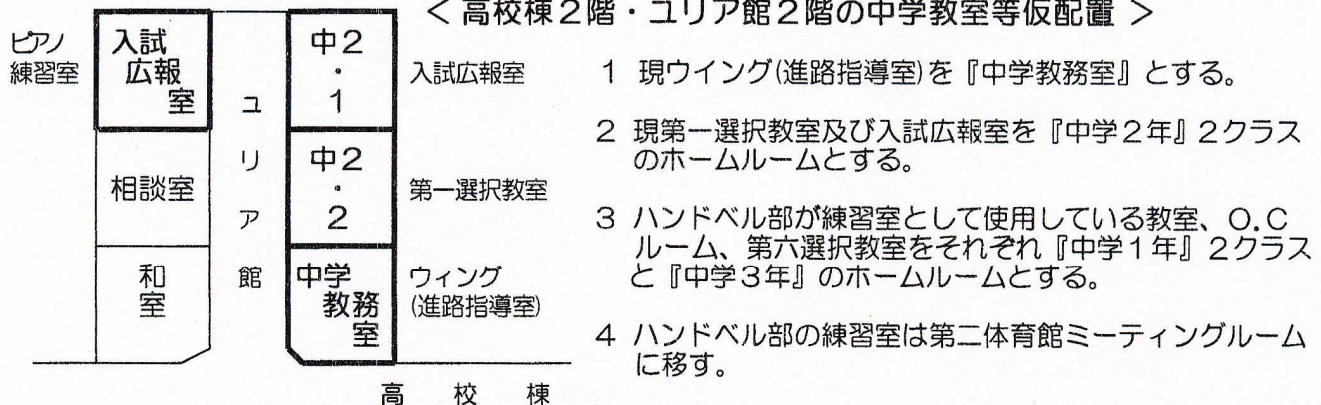 <高校棟2階・ユリア館2階の中学教室等仮配置>
ピアノ
練習室
入試
広報
室
相談室
和
室
ユ
リ
ア
館
中2
・
1
中2
・
2
中学
教務
室
入試広報室
第一選択教室
ウィング
(進路指導室)
高 校 棟
1 現ウイング(進路指導室)を『中学教務室』とする。
2 現第一選択教室及び入試広報室を『中学2年』2クラス
のホームルームとする。
3 ハンドベル部が練習室として使用している教室、O.C
ルーム、第六選択教室をそれぞれ『中学1年』2クラス
と『中学3年』のホームルームとする。
4 ハンドベル部の練習室は第二体育館ミーティングルーム
に移す。